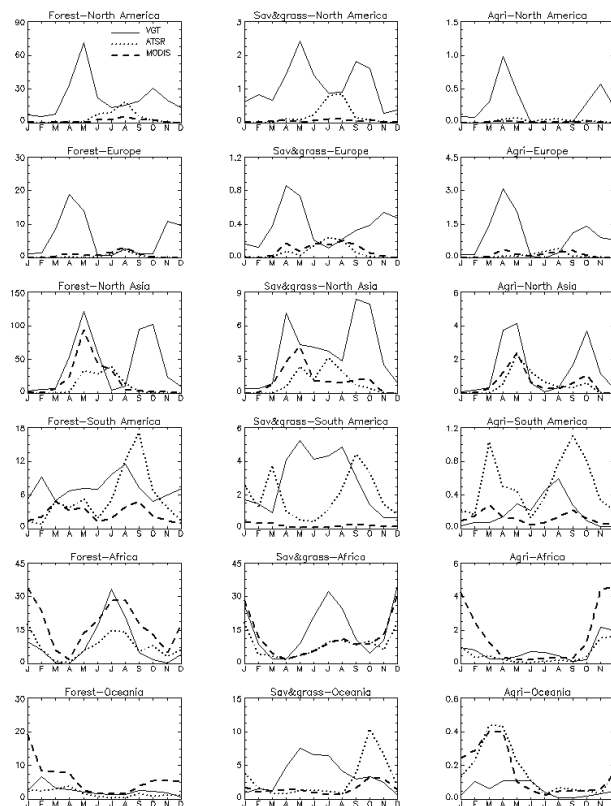 Forest–North America
Sav&grass–North America
Agri–North America
VGT
ATSR
MODIS
90
60
30
0
3
2
1
0
1.5
1.0
0.5
0.0
J F M A M J J A S O N D
J F M A M J J A S O N D
J F M A M J J A S O N D
Forest–Europe
Sav&grass–Europe
Agri–Europe
30
20
10
0
1.2
0.8
0.4
0.0
4.5
3.0
1.5
0.0
J F M A M J J A S O N D
J F M A M J J A S O N D
J F M A M J J A S O N D
Forest–North Asia
Sav&grass–North Asia
Agri–North Asia
150
100
50
0
9
6
3
0
6
4
2
0
J F M A M J J A S O N D
J F M A M J J A S O N D
J F M A M J J A S O N D
Forest–South America
Sav&grass–South America
Agri–South America
18
12
6
0
6
4
2
0
1.2
0.8
0.4
0.0
J F M A M J J A S O N D
J F M A M J J A S O N D
J F M A M J J A S O N D
Forest–Africa
Sav&grass–Africa
Agri–Africa
45
30
15
0
45
30
15
0
6
4
2
0
J F M A M J J A S O N D
J F M A M J J A S O N D
J F M A M J J A S O N D
Forest–Oceania
Sav&grass–Oceania
Agri–Oceania
30
20
10
0
15
10
5
0
0.6
0.4
0.2
0.0
J F M A M J J A S O N D
J F M A M J J A S O N D
J F M A M J J A S O N D